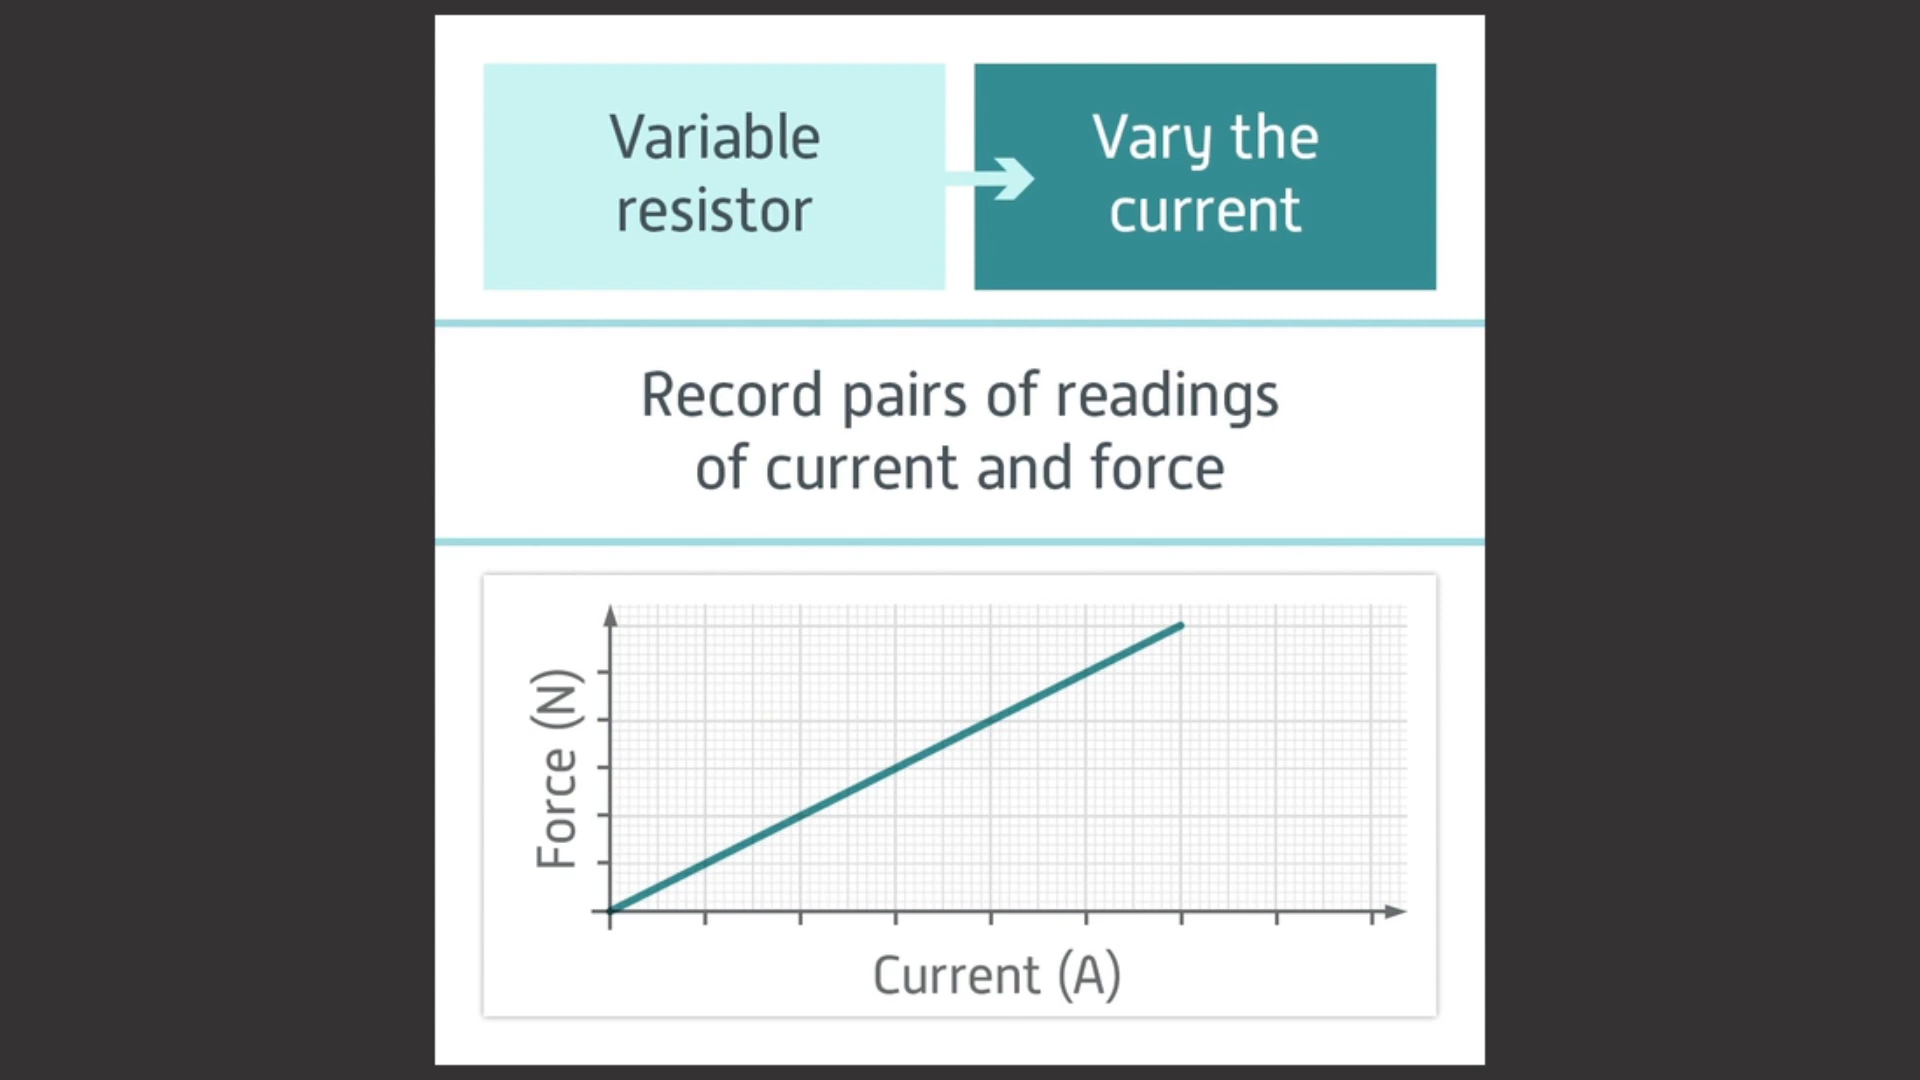 Variable
resistor
Vary the
current
Record pairs of readings
of current and force
Force (N)
Current (A)